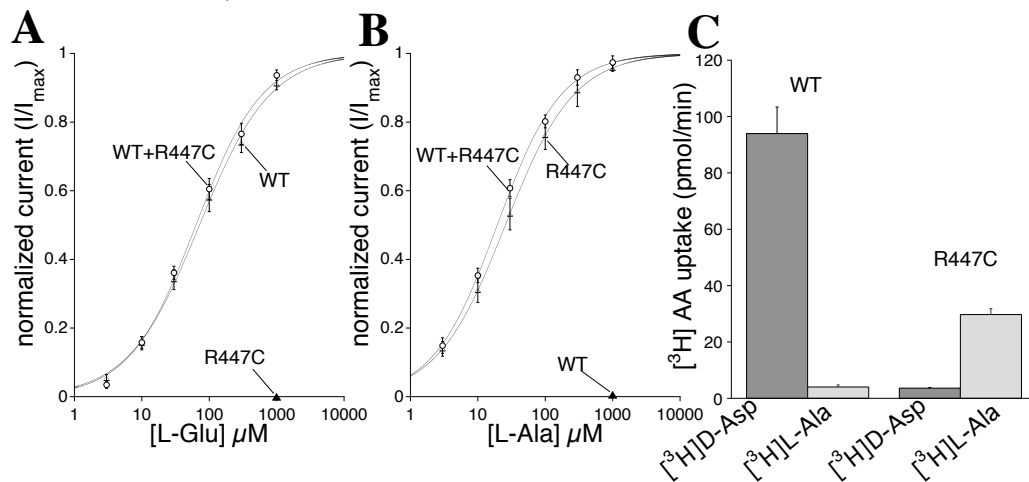 A
normalized current (I/Imax)
1
0.8
0.6
0.4
0.2
0
WT+R447C
WT
R447C
1 10 100 1000 10000
[L-Glu] µM
B
normalized current (I/Imax)
1
0.8
0.6
0.4
0.2
0
WT+R447C
R447C
WT
1 10 100 1000 10000
[L-Ala] µM
C
[³H] AA uptake (pmol/min)
120
100
80
60
40
20
0
WT
R447C
[³H]D-Asp
[³H]L-Ala
[³H]D-Asp
[³H]L-Ala